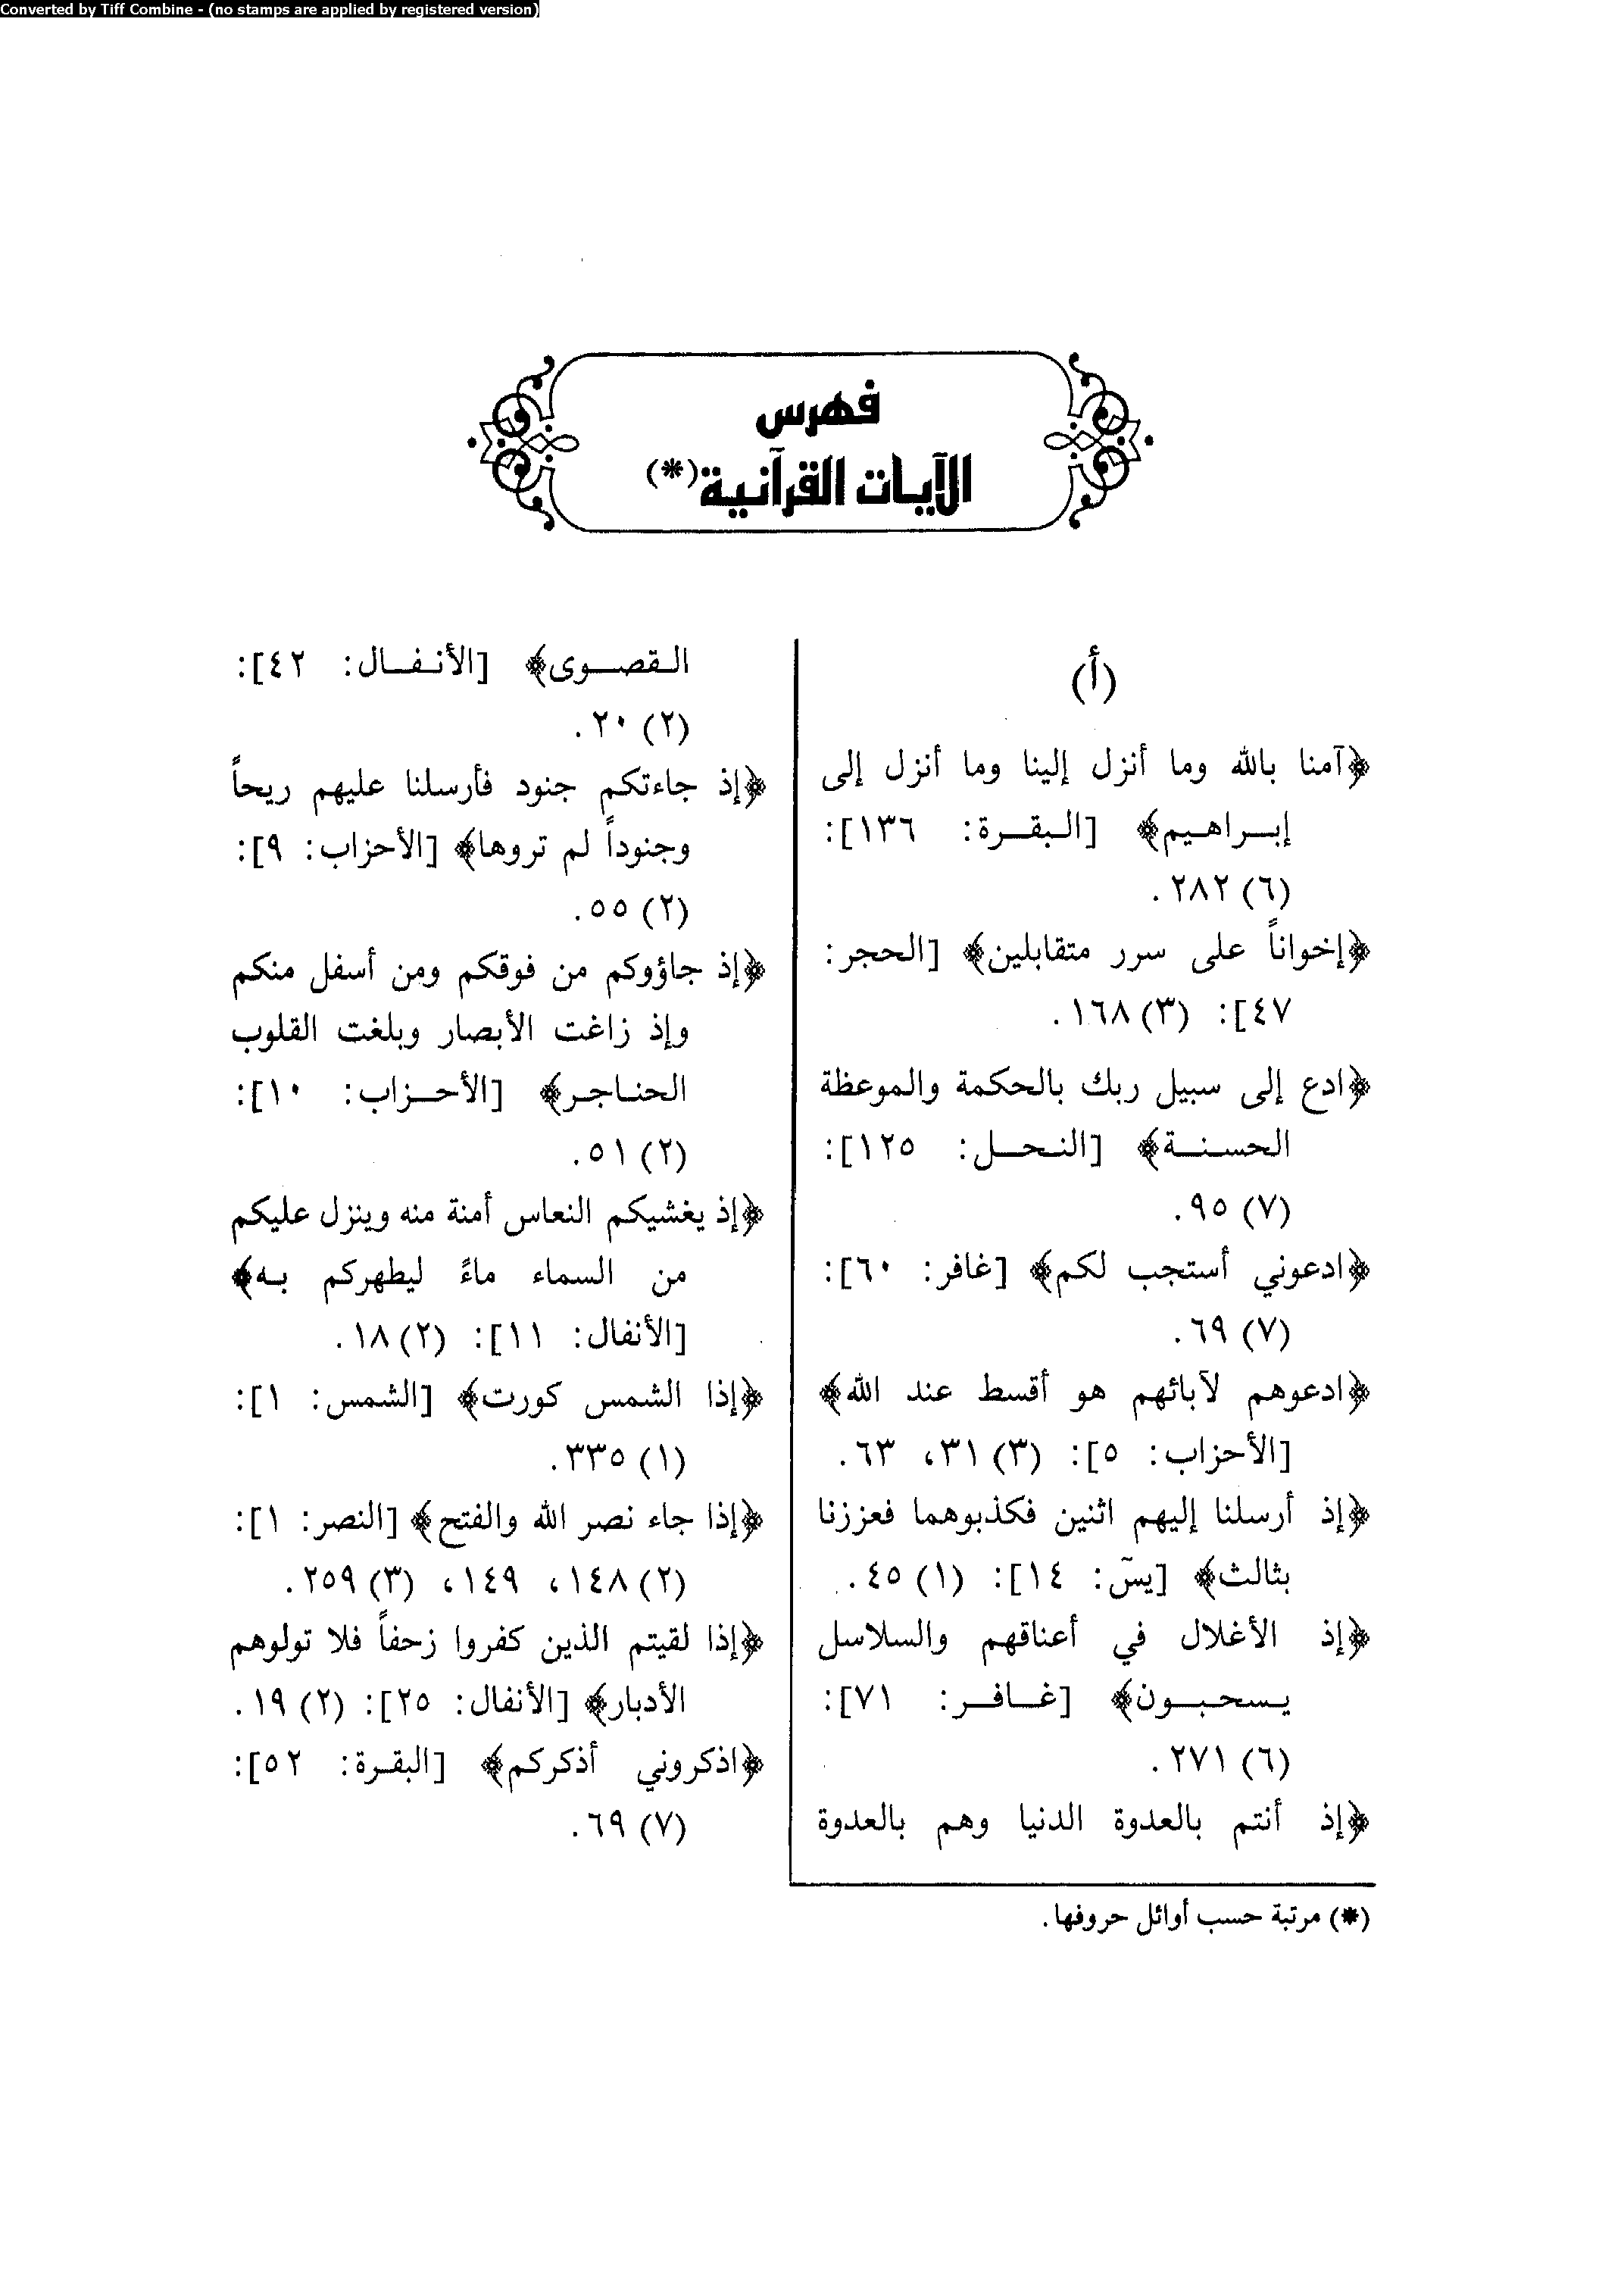 Converted by Tiff Combine - (no stamps are applied by registered version)
فهرس
الآيات القرآنية(*)
(أ)
﴿آمنا بالله وما أنزل إلينا وما أنزل إلى
إبراهيم﴾ [البقرة: ١٣٦]:
(٦) ٢٨٢.
﴿إخواناً على سرر متقابلين﴾ [الحجر:
٤٧]: (٣) ١٦٨.
﴿ادع إلى سبيل ربك بالحكمة والموعظة
الحسنة﴾ [النحل: ١٢٥]:
(٧) ٩٥.
﴿ادعوني أستجب لكم﴾ [غافر: ٦٠]:
(٧) ٦٩.
﴿ادعوهم لآبائهم هو أقسط عند الله﴾
[الأحزاب: ٥]: (٣) ٣١، ٦٣.
﴿إذ أرسلنا إليهم اثنين فكذبوهما فعززنا
بثالث﴾ [يسۤ: ١٤]: (١) ٤٥.
﴿إذ الأغلال في أعناقهم والسلاسل
يسحبون﴾ [غافر: ٧١]:
(٦) ٢٧١.
﴿إذ أنتم بالعدوة الدنيا وهم بالعدوة
القصوى﴾ [الأنفال: ٤٢]:
(٢) ٢٠.
﴿إذ جاءتكم جنود فأرسلنا عليهم ريحاً
وجنوداً لم تروها﴾ [الأحزاب: ٩]:
(٢) ٥٥.
﴿إذ جاؤوكم من فوقكم ومن أسفل منكم
وإذ زاغت الأبصار وبلغت القلوب
الحناجر﴾ [الأحزاب: ١٠]:
(٢) ٥١.
﴿إذ يغشيكم النعاس أمنة منه وينزل عليكم
من السماء ماءً ليطهركم به﴾
[الأنفال: ١١]: (٢) ١٨.
﴿إذا الشمس كورت﴾ [الشمس: ١]:
(١) ٣٣٥.
﴿إذا جاء نصر الله والفتح﴾ [النصر: ١]:
(٢) ١٤٨، ١٤٩، (٣) ٢٥٩.
﴿إذا لقيتم الذين كفروا زحفاً فلا تولوهم
الأدبار﴾ [الأنفال: ٢٥]: (٢) ١٩.
﴿اذكروني أذكركم﴾ [البقرة: ٥٢]:
(٧) ٦٩.
(*) مرتبة حسب أوائل حروفها.